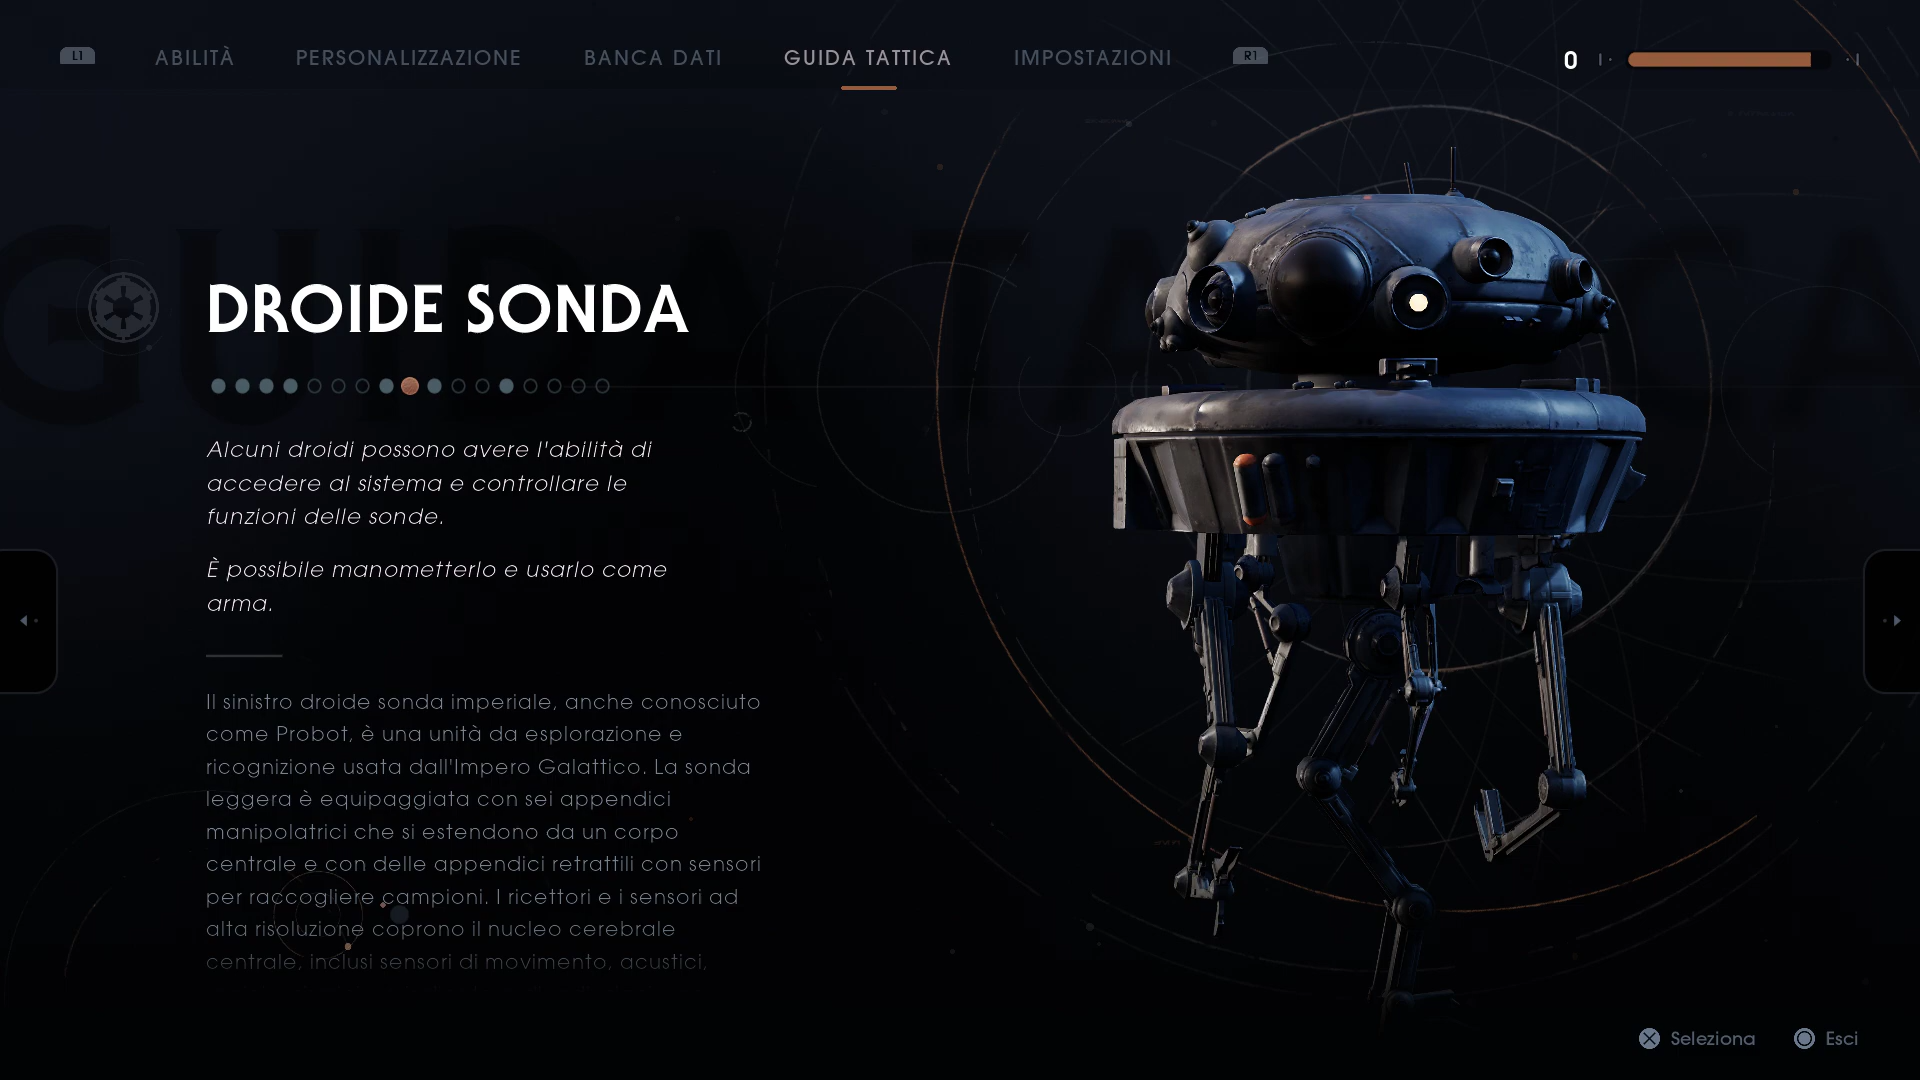 L1 ABILITÀ PERSONALIZZAZIONE BANCA DATI GUIDA TATTICA IMPOSTAZIONI R1 0
GUIDA TATTICA
DROIDE SONDA
Alcuni droidi possono avere l'abilità di
accedere al sistema e controllare le
funzioni delle sonde.
È possibile manometterlo e usarlo come
arma.
Il sinistro droide sonda imperiale, anche conosciuto
come Probot, è una unità da esplorazione e
ricognizione usata dall'Impero Galattico. La sonda
leggera è equipaggiata con sei appendici
manipolatrici che si estendono da un corpo
centrale e con delle appendici retrattili con sensori
per raccogliere campioni. I ricettori e i sensori ad
alta risoluzione coprono il nucleo cerebrale
centrale, inclusi sensori di movimento, acustici,
Seleziona Esci